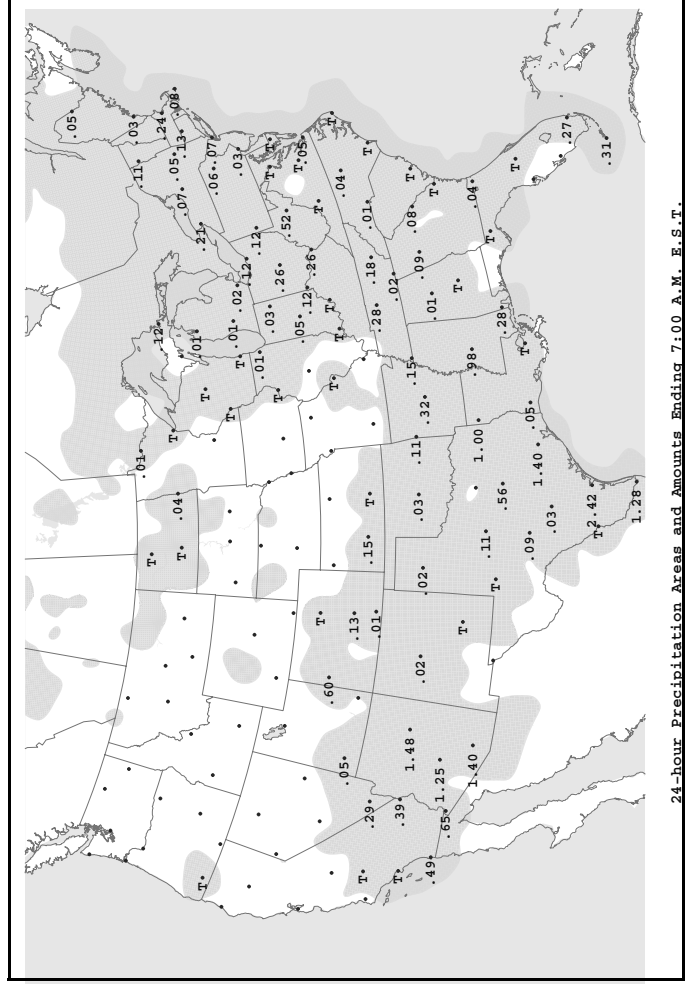 .05
.03
.01
.11
T
.12
.24
T
.05
.08
T
.04
.07
.13
.01
T
T
.21
.06
.07
T
.01
.02
.03
T
.12
.12
.01
.03
T
T
T
.26
.52
.05
.12
.26
T
.05
T
T
.60
T
T
T
T
.04
.05
.13
T
.29
.15
T
.01
.28
.18
.01
T
.02
T
.39
1.48
.02
.02
.03
.11
.32
.15
.09
.08
T
.49
.01
T
1.25
.65
T
T
1.40
.98
.04
1.00
.11
T
T
.56
.28
T
T
.09
.05
1.40
.03
.27
T
2.42
.31
1.28
24-hour Precipitation Areas and Amounts Ending 7:00 A.M. E.S.T.